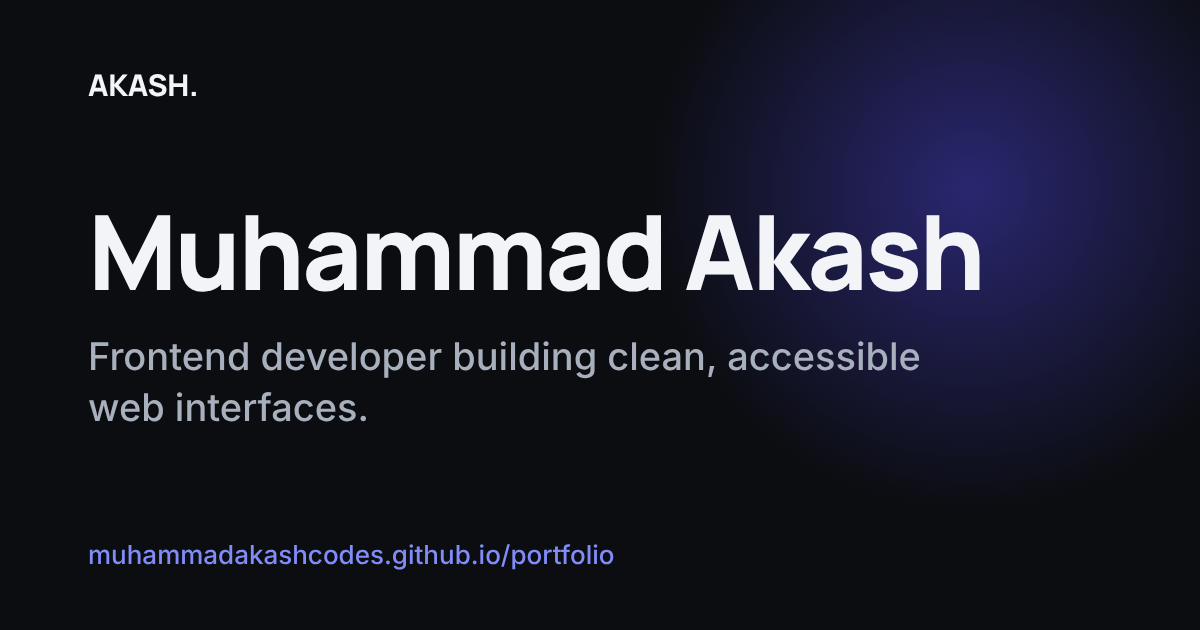 AKASH.
Muhammad Akash
Frontend developer building clean, accessible
web interfaces.
muhammadakashcodes.github.io/portfolio